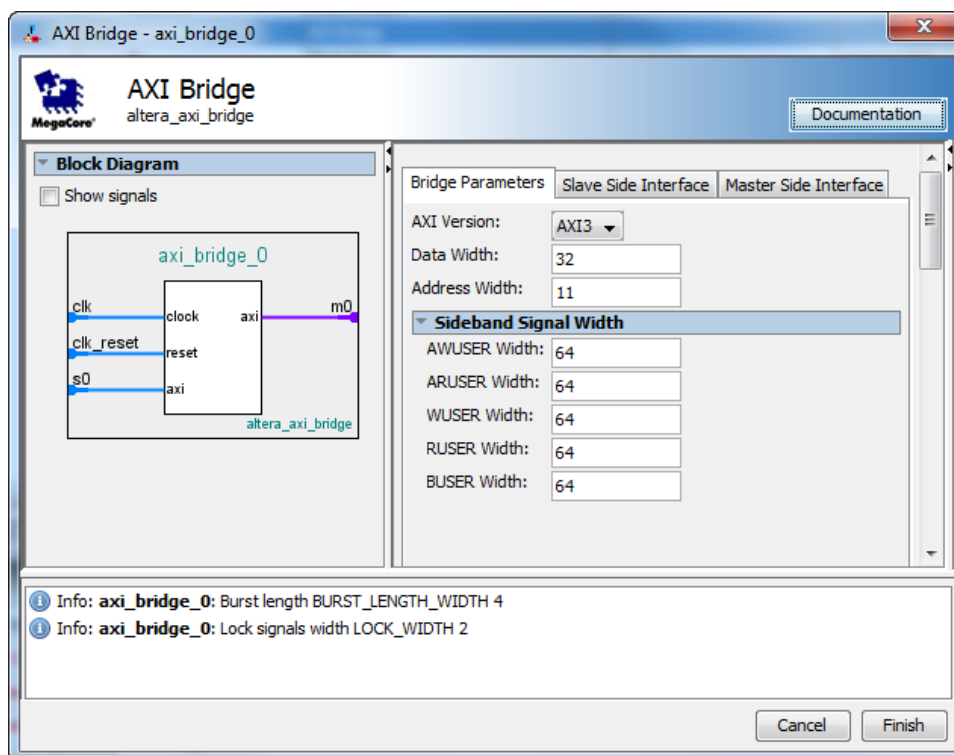 AXI Bridge - axi_bridge_0
X
MegaCore®
AXI Bridge
altera_axi_bridge
Documentation
Block Diagram
Show signals
axi_bridge_0
clk
clock
axi
m0
clk_reset
reset
s0
axi
altera_axi_bridge
Bridge Parameters
Slave Side Interface
Master Side Interface
AXI Version: AXI3
Data Width: 32
Address Width: 11
Sideband Signal Width
AWUSER Width: 64
ARUSER Width: 64
WUSER Width: 64
RUSER Width: 64
BUSER Width: 64
Info: axi_bridge_0: Burst length BURST_LENGTH_WIDTH 4
Info: axi_bridge_0: Lock signals width LOCK_WIDTH 2
Cancel
Finish